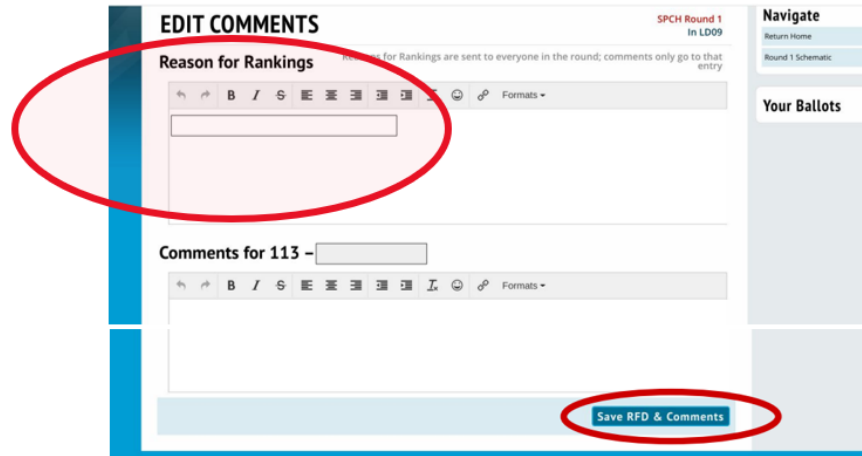 EDIT COMMENTS
SPCH Round 1
In LD09
Reason for Rankings
Reasons for Rankings are sent to everyone in the round; comments only go to that
entry
B I S Formats
Comments for 113 –
B I S Formats
Save RFD & Comments
Navigate
Return Home
Round 1 Schematic
Your Ballots